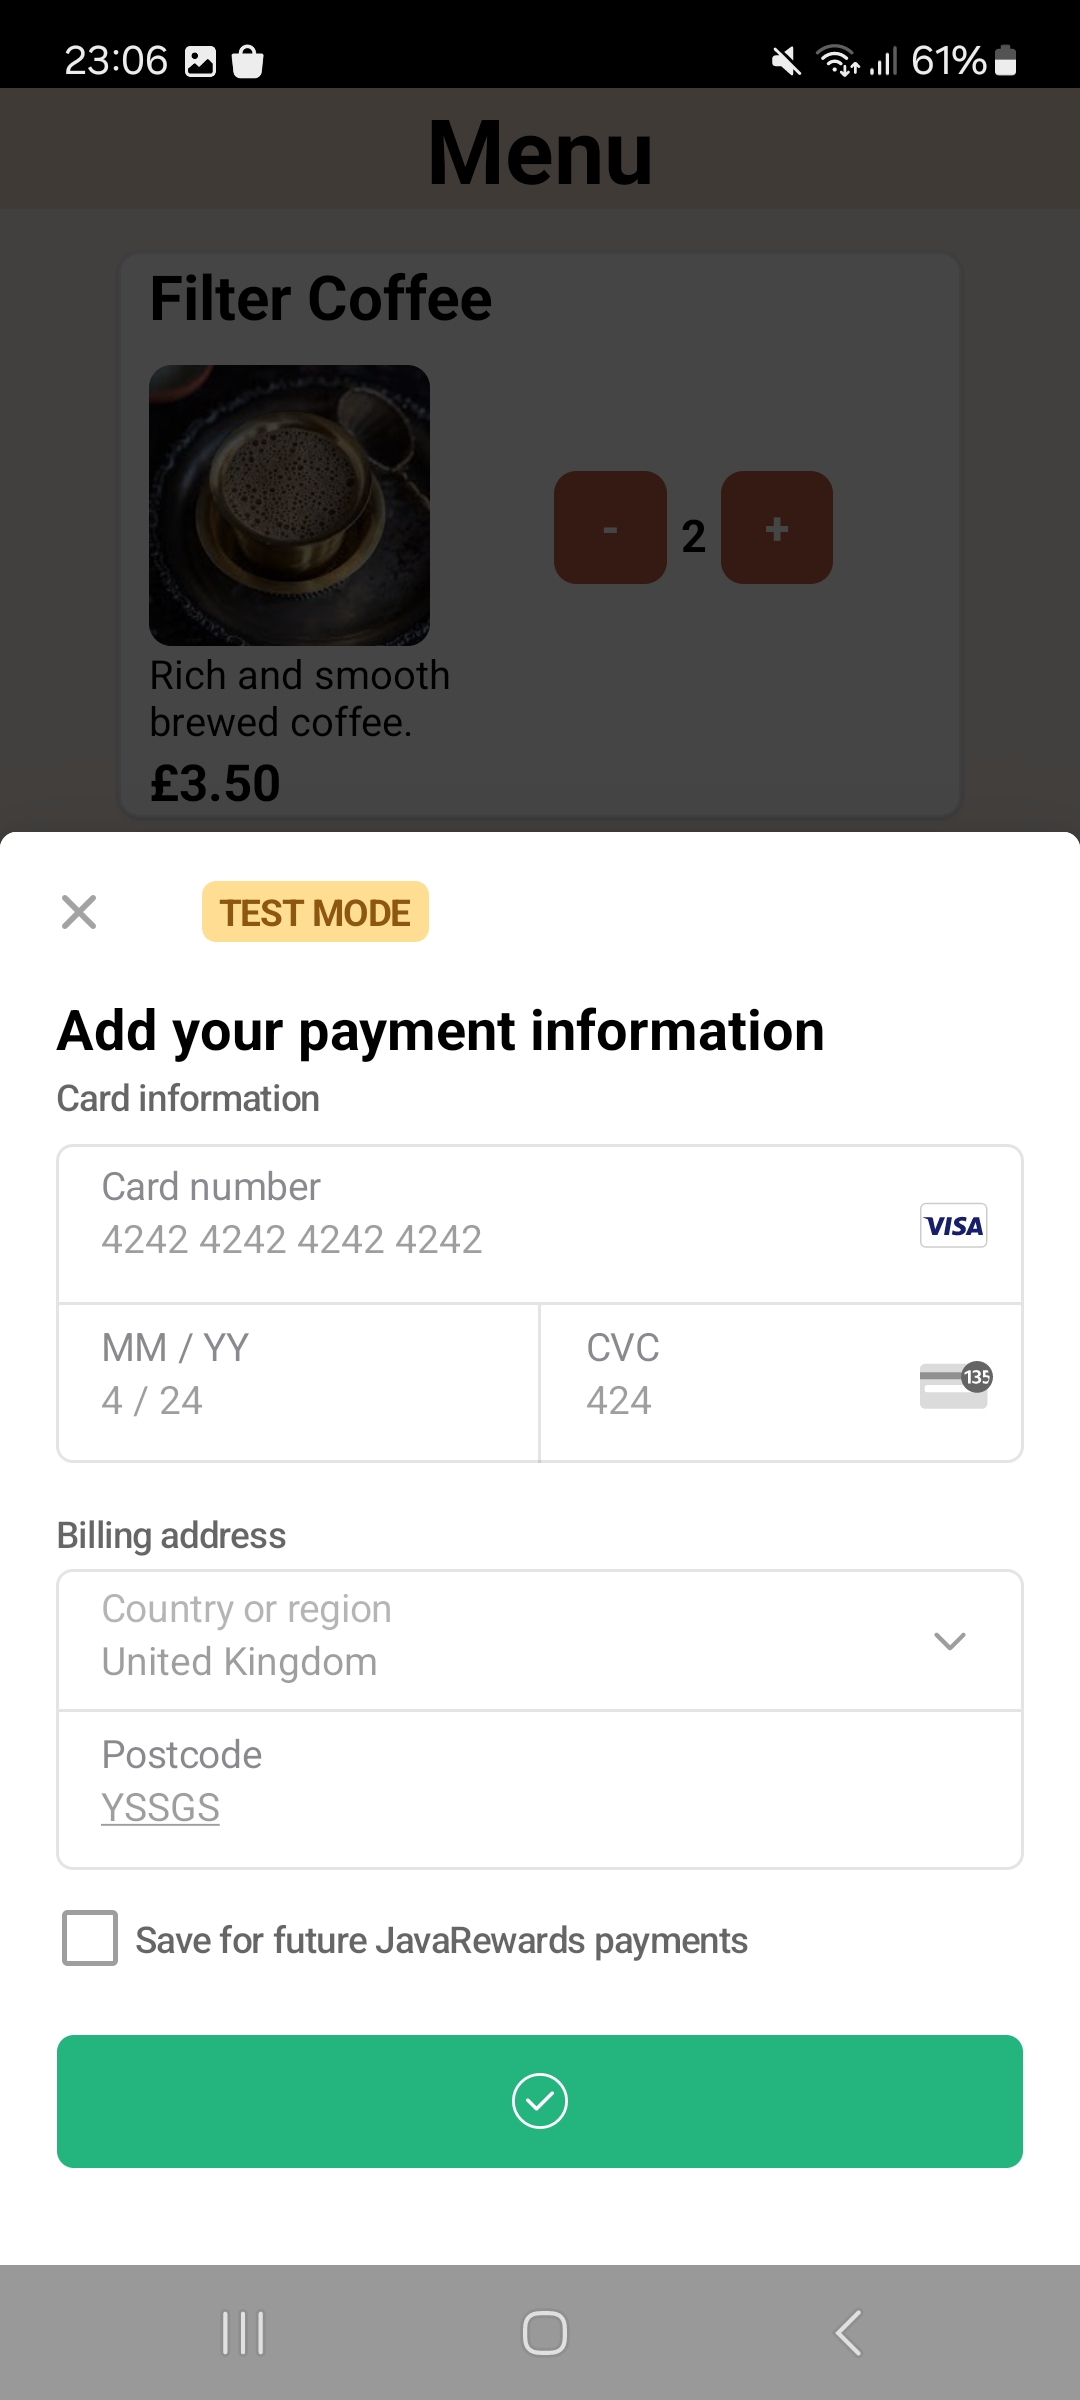 23:06 61%
Menu
Filter Coffee
- 2 +
Rich and smooth
brewed coffee.
£3.50
TEST MODE
Add your payment information
Card information
Card number
4242 4242 4242 4242
VISA
MM / YY
4 / 24
CVC
424
135
Billing address
Country or region
United Kingdom
Postcode
YSSGS
Save for future JavaRewards payments